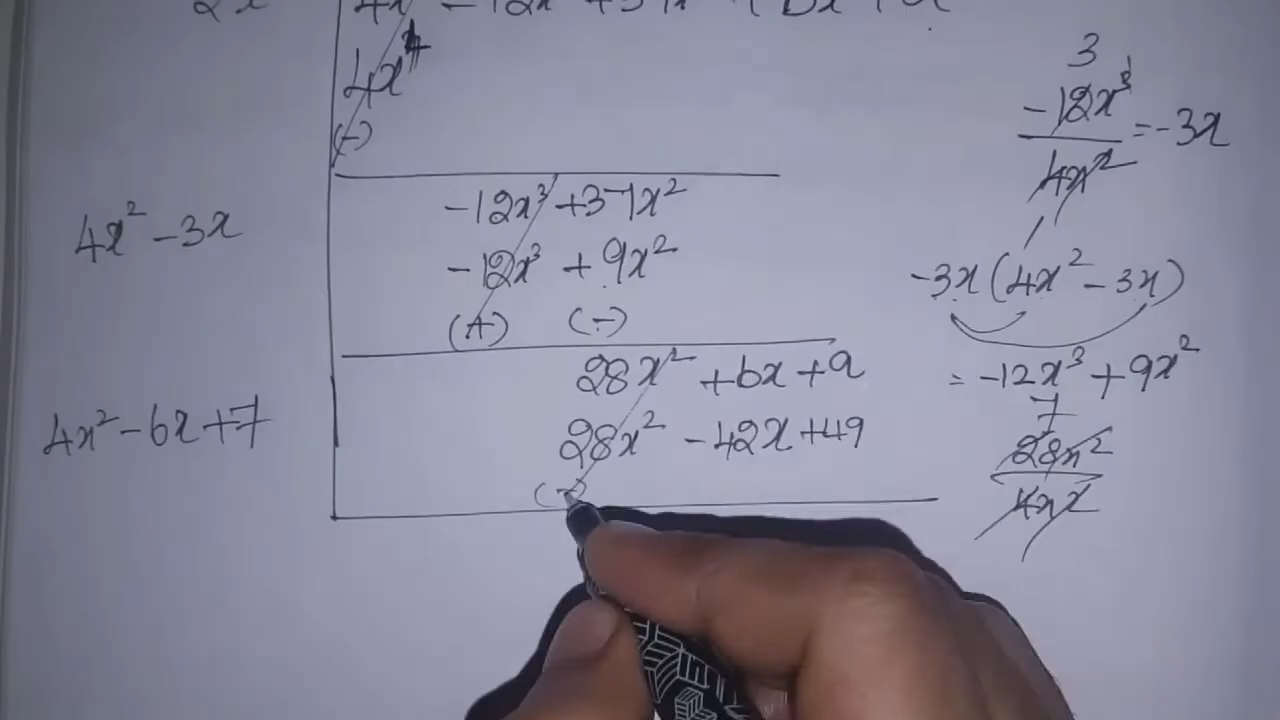 4x⁴
(-)
-12x³ + 37x²
4x² - 3x
-12x³ + 9x²
(+) (-)
28x² + bx + a
4x² - 6x + 7
28x² - 42x + 49
(-)
3
-12x³
= -3x
4x²
-3x(4x² - 3x)
= -12x³ + 9x²
7
28x²
4x²